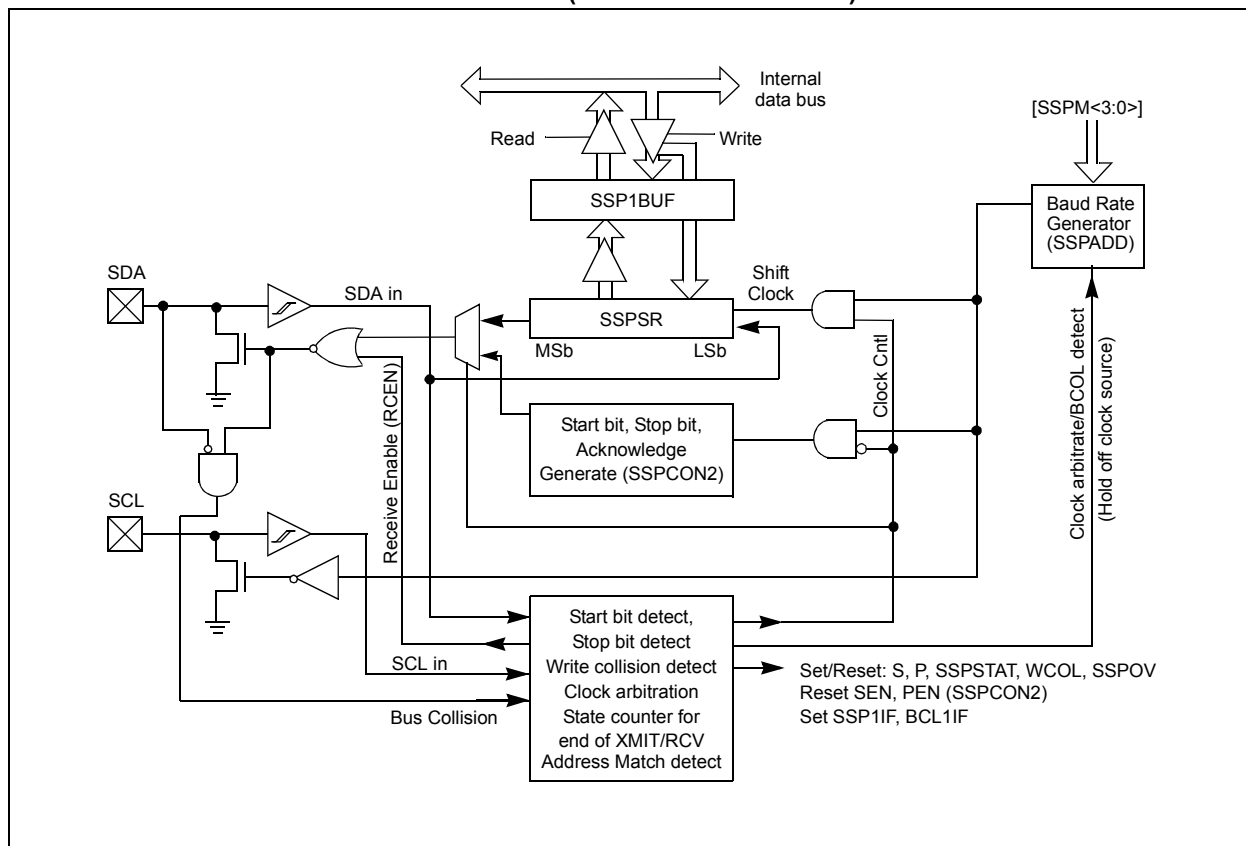 Internal
data bus
[SSPM<3:0>]
Read
Write
SSP1BUF
Baud Rate
Generator
(SSPADD)
SDA
SDA in
Shift
Clock
SSPSR
MSb
LSb
Receive Enable (RCEN)
Start bit, Stop bit,
Acknowledge
Generate (SSPCON2)
Clock Cntl
Clock arbitrate/BCOL detect
(Hold off clock source)
SCL
SCL in
Bus Collision
Start bit detect,
Stop bit detect
Write collision detect
Clock arbitration
State counter for
end of XMIT/RCV
Address Match detect
Set/Reset: S, P, SSPSTAT, WCOL, SSPOV
Reset SEN, PEN (SSPCON2)
Set SSP1IF, BCL1IF